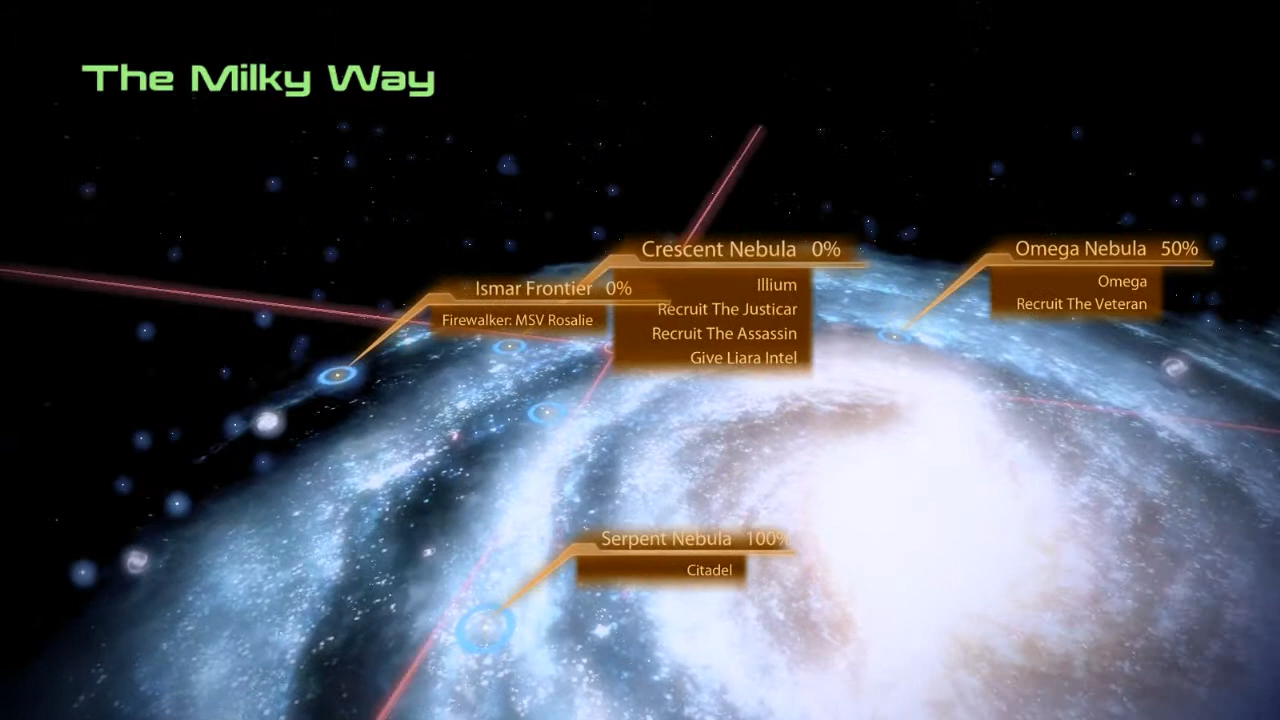 The Milky Way
Crescent Nebula 0%
Illium
Recruit The Justicar
Recruit The Assassin
Give Liara Intel
Omega Nebula 50%
Omega
Recruit The Veteran
Ismar Frontier 0%
Firewalker: MSV Rosalie
Serpent Nebula 100%
Citadel